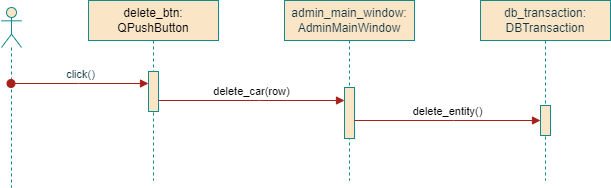 delete_btn:
QPushButton
admin_main_window:
AdminMainWindow
db_transaction:
DBTransaction
click()
delete_car(row)
delete_entity()